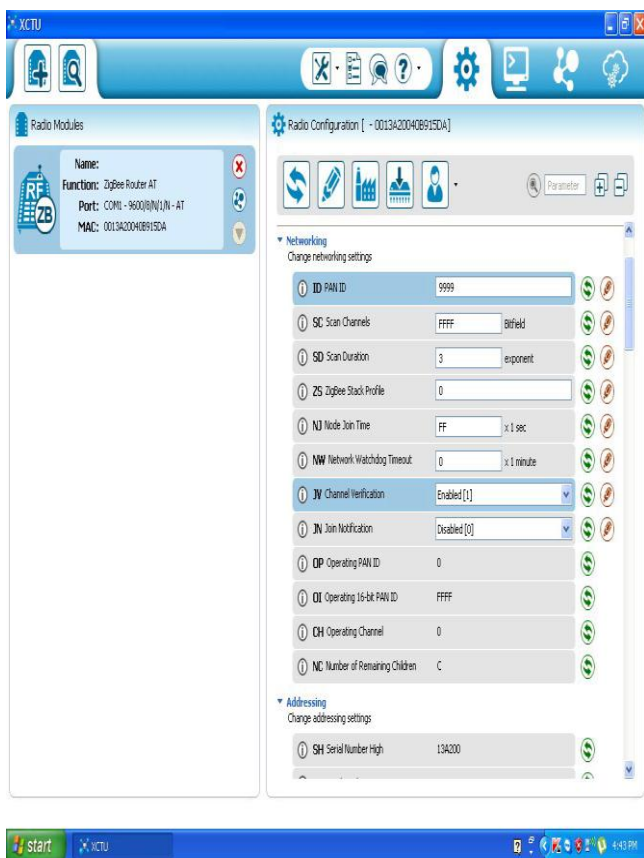 XCTU
Radio Modules
RF
ZB
Name:
Function: ZigBee Router AT
Port: COM1 - 9600/8/N/1/N - AT
MAC: 0013A20040B915DA
Radio Configuration [ - 0013A20040B915DA]
Parameter
Networking
Change networking settings
ID PAN ID 9999
SC Scan Channels FFFF Bitfield
SD Scan Duration 3 exponent
ZS ZigBee Stack Profile 0
NJ Node Join Time FF x 1 sec
NW Network Watchdog Timeout 0 x 1 minute
JV Channel Verification Enabled [1]
JN Join Notification Disabled [0]
OP Operating PAN ID 0
OI Operating 16-bit PAN ID FFFF
CH Operating Channel 0
NC Number of Remaining Children C
Addressing
Change addressing settings
SH Serial Number High 13A200
start XCTU 4:43 PM